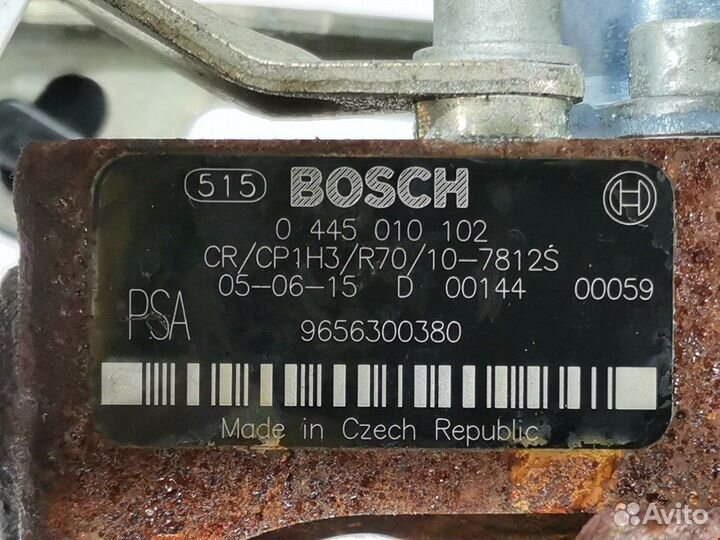 515 BOSCH
0 445 010 102
CR/CP1H3/R70/10-7812S
05-06-15 D 00144 00059
PSA 9656300380
Made in Czech Republic
Avito